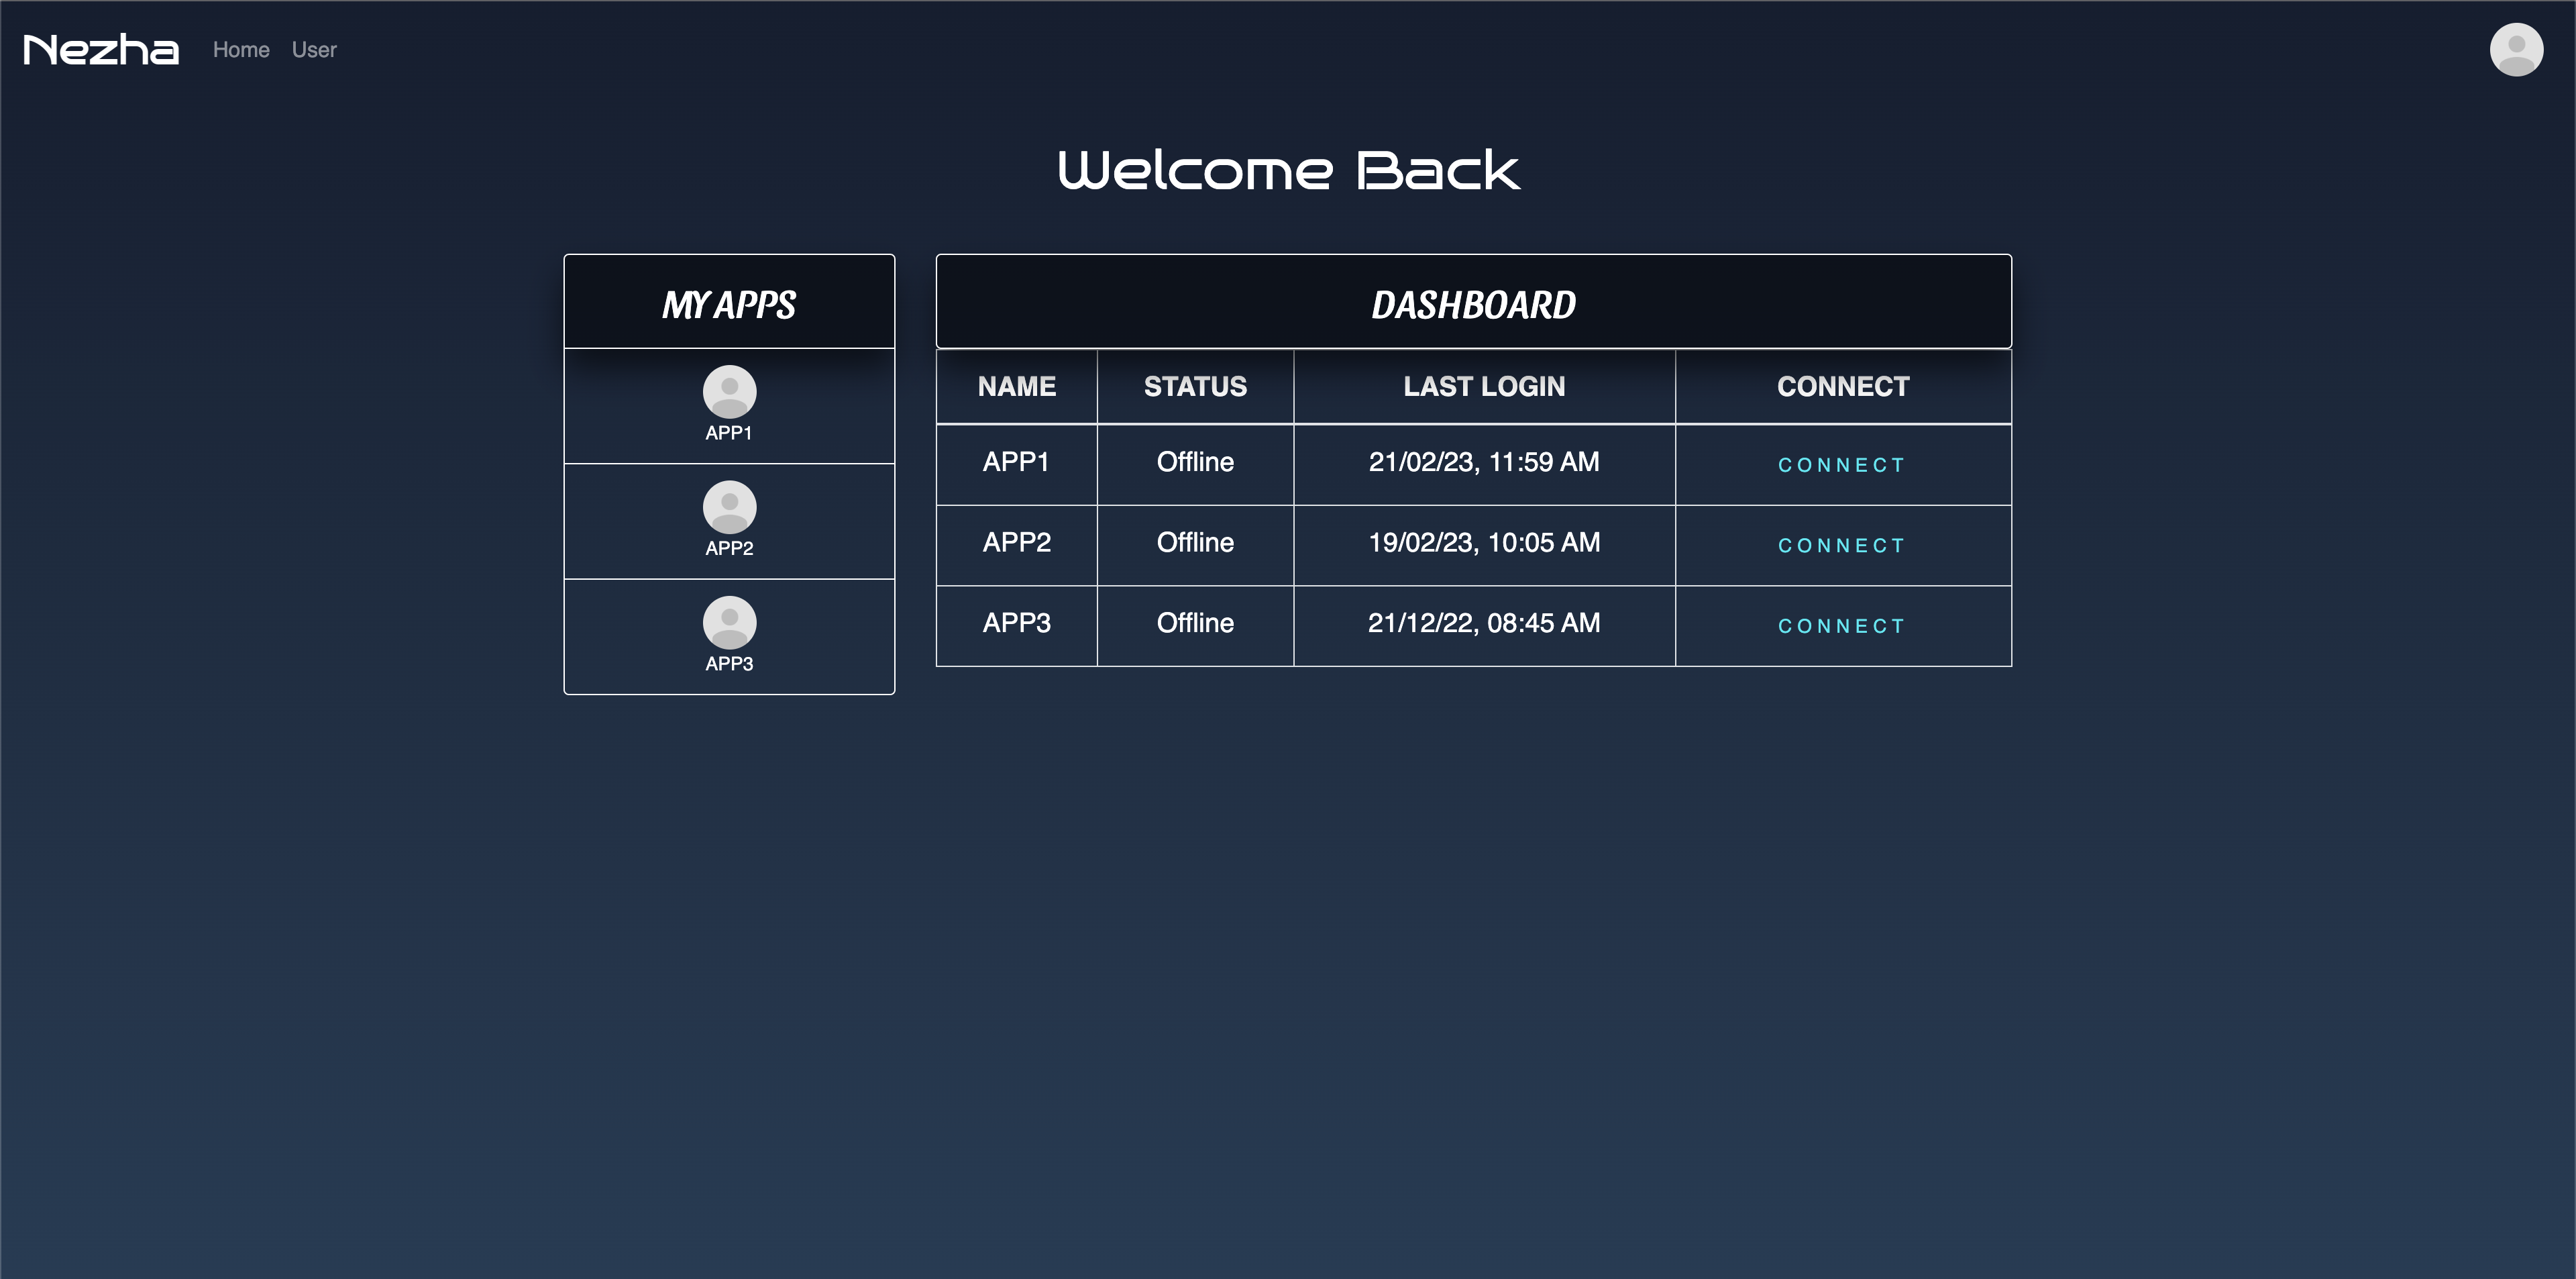 Nezha Home User
Welcome Back
MY APPS
APP1
APP2
APP3
DASHBOARD
NAME STATUS LAST LOGIN CONNECT
APP1 Offline 21/02/23, 11:59 AM CONNECT
APP2 Offline 19/02/23, 10:05 AM CONNECT
APP3 Offline 21/12/22, 08:45 AM CONNECT